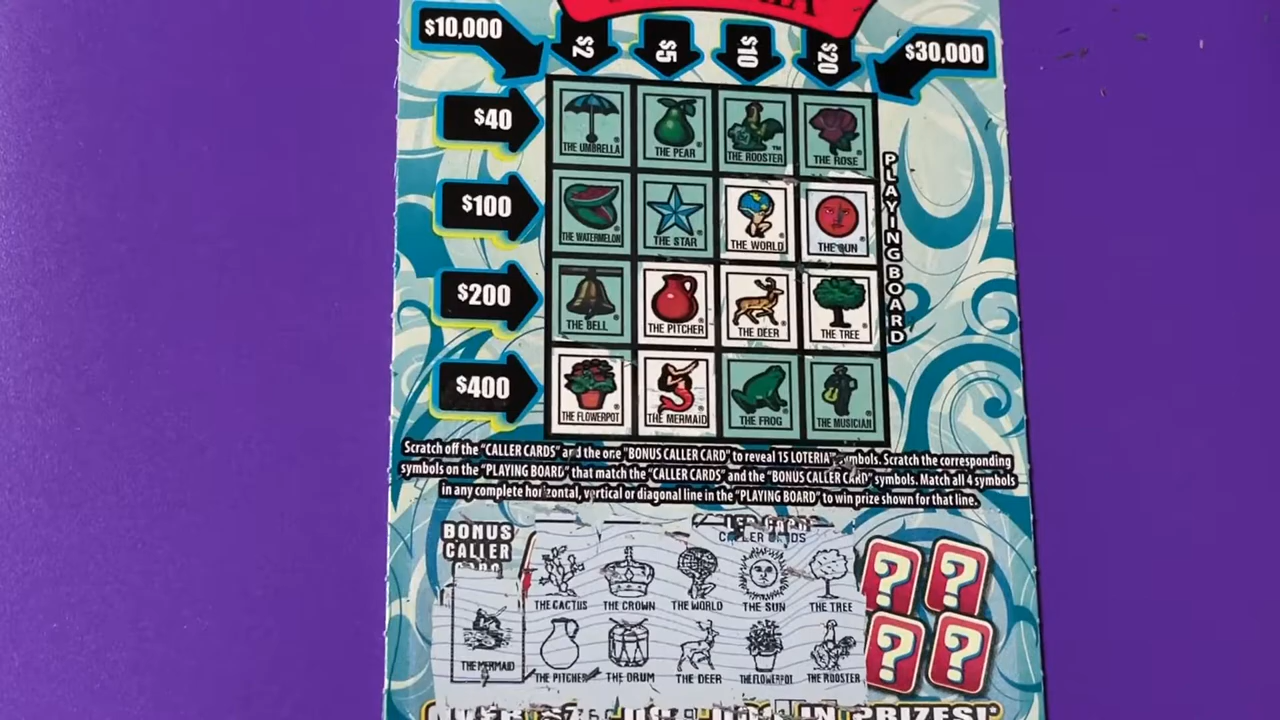 $10,000
$2 $5 $10 $20
$30,000
$40
THE UMBRELLA THE PEAR THE ROOSTER THE ROSE
PLAYING BOARD
$100
THE WATERMELON THE STAR THE WORLD THE SUN
$200
THE BELL THE PITCHER THE DEER THE TREE
$400
THE FLOWERPOT THE MERMAID THE FROG THE MUSICIAN
Scratch off the "CALLER CARDS" and the one "BONUS CALLER CARD" to reveal 15 LOTERIA™ symbols. Scratch the corresponding
symbols on the "PLAYING BOARD" that match the "CALLER CARDS" and the "BONUS CALLER CARD" symbols. Match all 4 symbols
in any complete horizontal, vertical or diagonal line in the "PLAYING BOARD" to win prize shown for that line.
BONUS
CALLER
CARD
CALLER CARDS
THE CACTUS THE CROWN THE WORLD THE SUN THE TREE
THE MERMAID
THE PITCHER THE DRUM THE DEER THE FLOWERPOT THE ROOSTER
? ?
? ?
IN PRIZES!